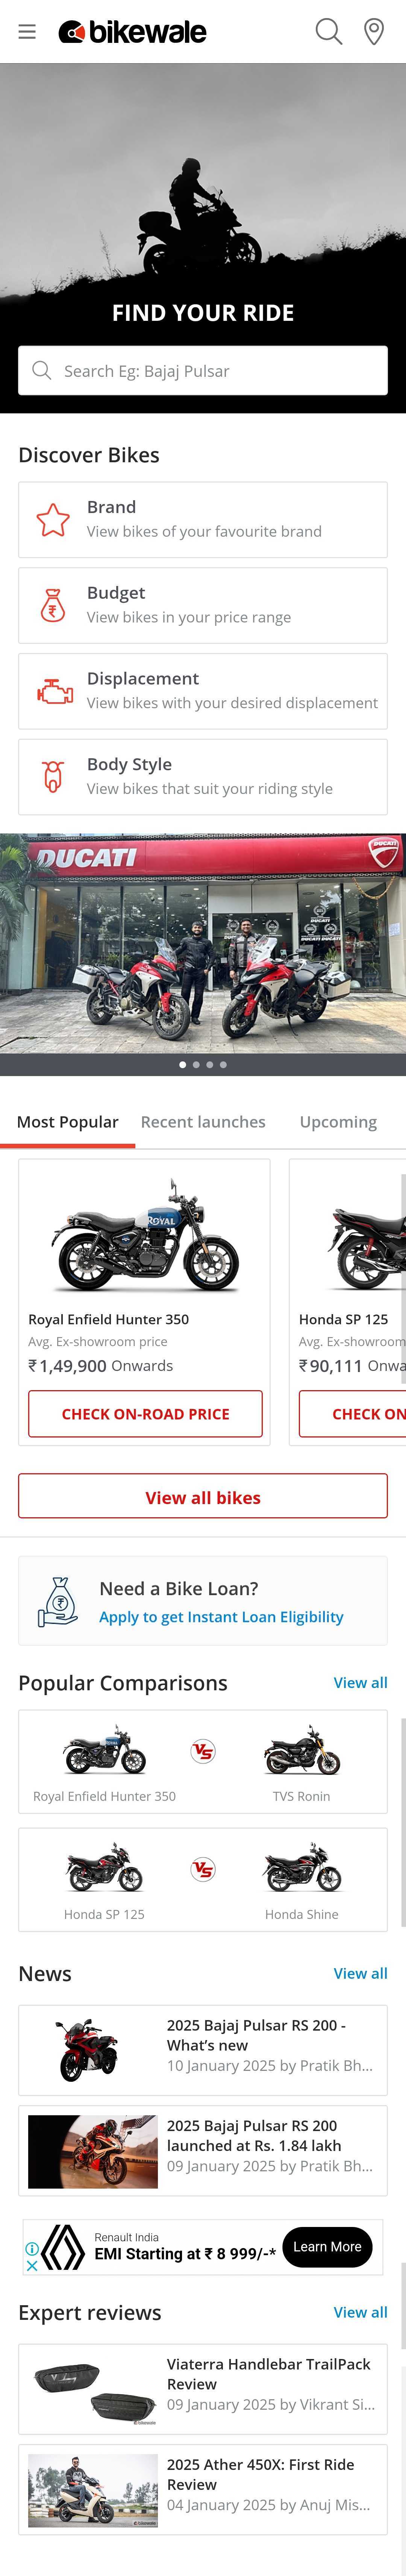 bikewale
FIND YOUR RIDE
Search Eg: Bajaj Pulsar
Discover Bikes
Brand
View bikes of your favourite brand
Budget
View bikes in your price range
Displacement
View bikes with your desired displacement
Body Style
View bikes that suit your riding style
DUCATI
DUCATI
Most Popular
Recent launches
Upcoming
ROYAL
Royal Enfield Hunter 350
Avg. Ex-showroom price
₹1,49,900 Onwards
CHECK ON-ROAD PRICE
Honda SP 125
Avg. Ex-showroom
₹90,111 Onwa
CHECK ON
View all bikes
Need a Bike Loan?
Apply to get Instant Loan Eligibility
Popular Comparisons
View all
VS
Royal Enfield Hunter 350
TVS Ronin
VS
Honda SP 125
Honda Shine
News
View all
2025 Bajaj Pulsar RS 200 -
What’s new
10 January 2025 by Pratik Bh...
2025 Bajaj Pulsar RS 200
launched at Rs. 1.84 lakh
09 January 2025 by Pratik Bh...
Renault India
EMI Starting at ₹ 8 999/-*
Learn More
Expert reviews
View all
Viaterra Handlebar TrailPack
Review
09 January 2025 by Vikrant Si...
bikewale
2025 Ather 450X: First Ride
Review
04 January 2025 by Anuj Mis...
bikewale